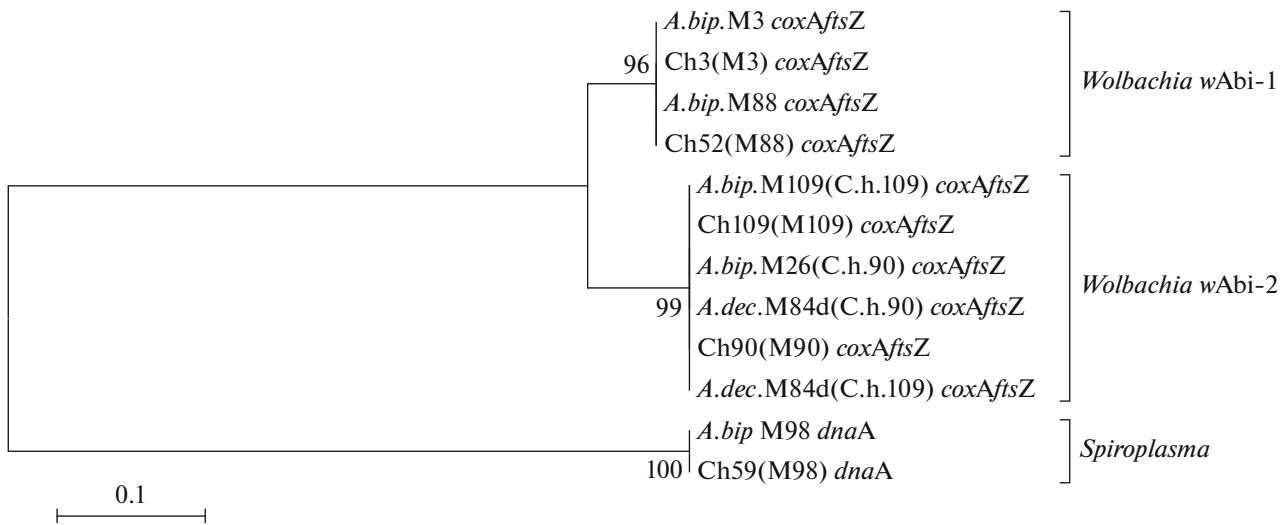 A.bip.M3 coxAftsZ
96
Ch3(M3) coxAftsZ
Wolbachia wAbi-1
A.bip.M88 coxAftsZ
Ch52(M88) coxAftsZ
A.bip.M109(C.h.109) coxAftsZ
Ch109(M109) coxAftsZ
A.bip.M26(C.h.90) coxAftsZ
Wolbachia wAbi-2
99
A.dec.M84d(C.h.90) coxAftsZ
Ch90(M90) coxAftsZ
A.dec.M84d(C.h.109) coxAftsZ
A.bip M98 dnaA
Spiroplasma
100
Ch59(M98) dnaA
0.1